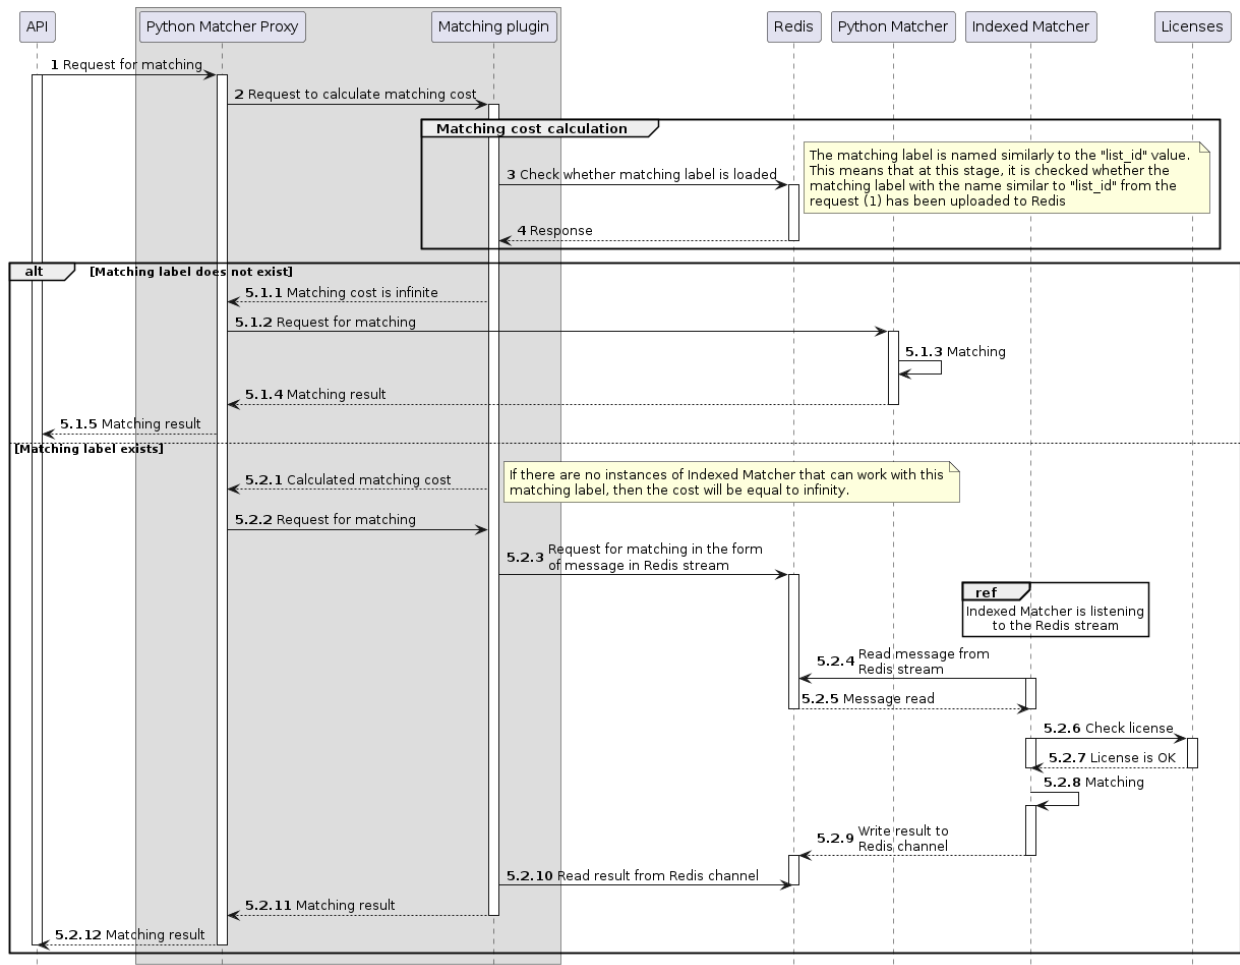 API
Python Matcher Proxy
Matching plugin
Redis
Python Matcher
Indexed Matcher
Licenses
1 Request for matching
2 Request to calculate matching cost
Matching cost calculation
The matching label is named similarly to the "list_id" value.
This means that at this stage, it is checked whether the
matching label with the name similar to "list_id" from the
request (1) has been uploaded to Redis
3 Check whether matching label is loaded
4 Response
alt
[Matching label does not exist]
5.1.1 Matching cost is infinite
5.1.2 Request for matching
5.1.3 Matching
5.1.4 Matching result
5.1.5 Matching result
[Matching label exists]
5.2.1 Calculated matching cost
If there are no instances of Indexed Matcher that can work with this
matching label, then the cost will be equal to infinity.
5.2.2 Request for matching
5.2.3 Request for matching in the form
of message in Redis stream
ref
Indexed Matcher is listening
to the Redis stream
5.2.4 Read message from
Redis stream
5.2.5 Message read
5.2.6 Check license
5.2.7 License is OK
5.2.8 Matching
5.2.9 Write result to
Redis channel
5.2.10 Read result from Redis channel
5.2.11 Matching result
5.2.12 Matching result